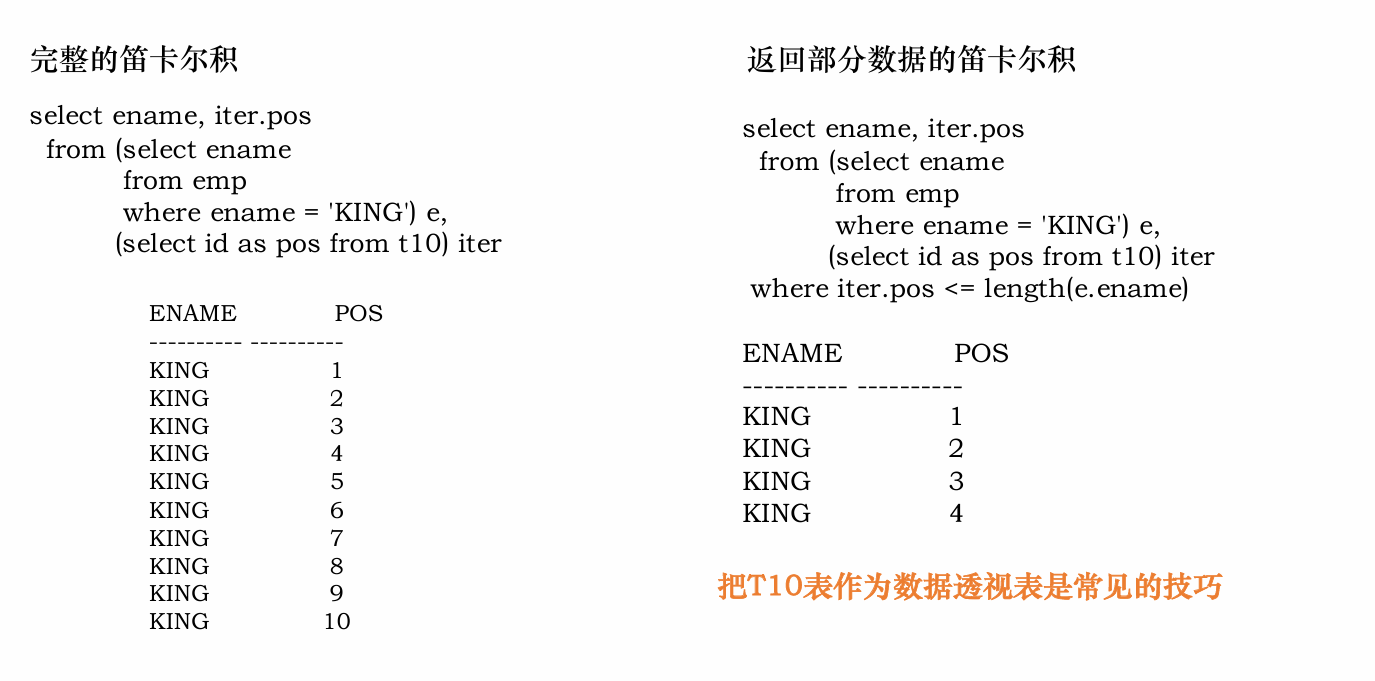 完整的笛卡尔积
select ename, iter.pos
from (select ename
from emp
where ename = 'KING') e,
(select id as pos from t10) iter
ENAME POS
---------- ----------
KING 1
KING 2
KING 3
KING 4
KING 5
KING 6
KING 7
KING 8
KING 9
KING 10
返回部分数据的笛卡尔积
select ename, iter.pos
from (select ename
from emp
where ename = 'KING') e,
(select id as pos from t10) iter
where iter.pos <= length(e.ename)
ENAME POS
---------- ----------
KING 1
KING 2
KING 3
KING 4
把T10表作为数据透视表是常见的技巧